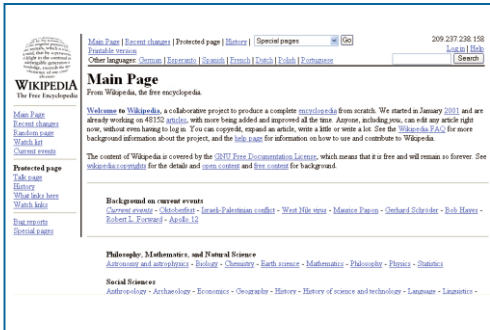 Main Page | Recent changes | Protected page | History | Special pages Go
Printable version
Other languages: German | Esperanto | Spanish | French | Dutch | Polish | Portuguese
209.237.238.158
Log in | Help
Search
WIKIPEDIA
The Free Encyclopedia
Main Page
Recent changes
Random page
Watch list
Current events
Protected page
Talk page
History
What links here
Watch links
Bug reports
Special pages
Main Page
From Wikipedia, the free encyclopedia.
Welcome to Wikipedia, a collaborative project to produce a complete encyclopedia from scratch. We started in January 2001 and are
already working on 48152 articles, with more being added and improved all the time. Anyone, including you, can edit any article right
now, without even having to log in. You can copyedit, expand an article, write a little or write a lot. See the Wikipedia FAQ for more
background information about the project, and the help page for information on how to use and contribute to Wikipedia.
The content of Wikipedia is covered by the GNU Free Documentation License, which means that it is free and will remain so forever. See
wikipedia copyrights for the details and open content and free content for background.
Background on current events
Current events - Oktoberfest - Israeli-Palestinian conflict - West Nile virus - Maurice Papon - Gerhard Schröder - Bob Hayes -
Robert L. Forward - Apollo 12
Philosophy, Mathematics, and Natural Science
Astronomy and astrophysics - Biology - Chemistry - Earth science - Mathematics - Philosophy - Physics - Statistics
Social Sciences
Anthropology - Archaeology - Economics - Geography - History - History of science and technology - Language - Linguistics -